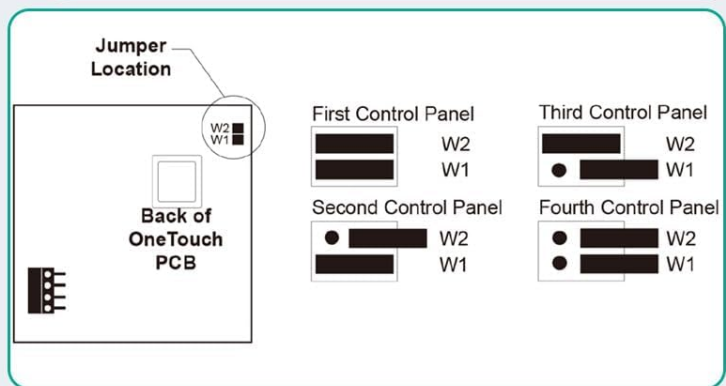 Jumper
Location
W2
W1
Back of
OneTouch
PCB
First Control Panel
W2
W1
Second Control Panel
W2
W1
Third Control Panel
W2
W1
Fourth Control Panel
W2
W1